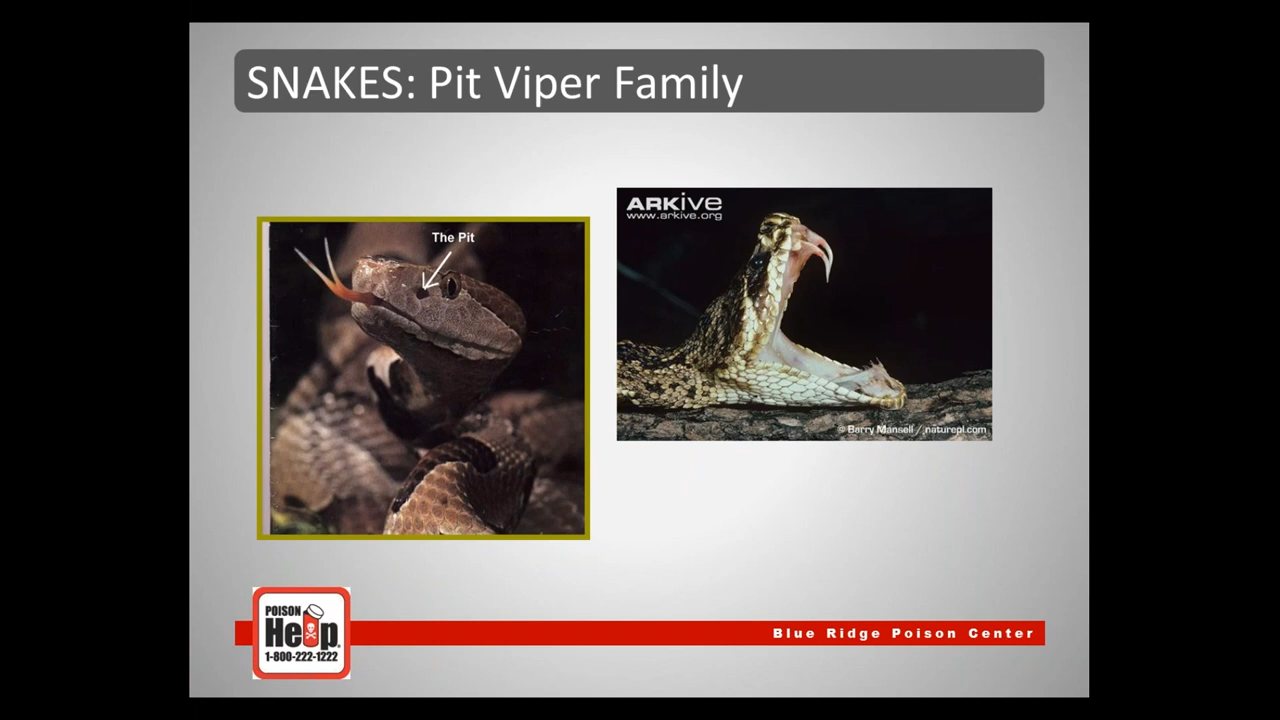 SNAKES: Pit Viper Family
The Pit
ARKive
www.arkive.org
© Barry Mansell / naturepl.com
POISON
Help®
1-800-222-1222
Blue Ridge Poison Center